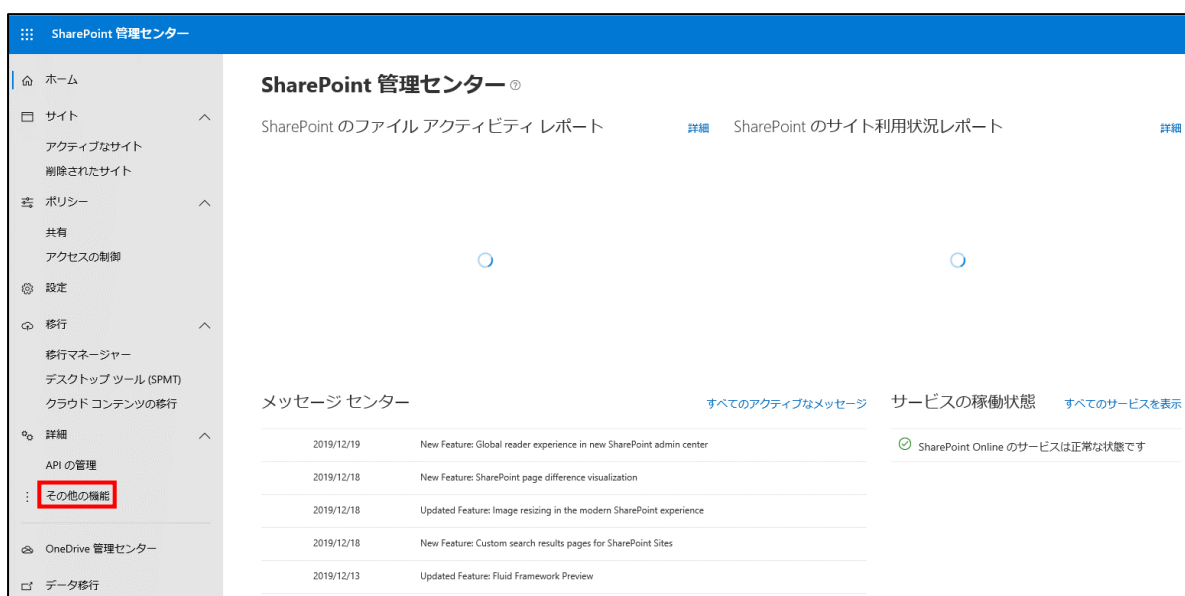 SharePoint 管理センター
ホーム
サイト
アクティブなサイト
削除されたサイト
ポリシー
共有
アクセスの制御
設定
移行
移行マネージャー
デスクトップ ツール (SPMT)
クラウド コンテンツの移行
詳細
API の管理
その他の機能
OneDrive 管理センター
データ移行
SharePoint 管理センター
SharePoint のファイル アクティビティ レポート 詳細
SharePoint のサイト利用状況レポート 詳細
メッセージ センター すべてのアクティブなメッセージ
2019/12/19 New Feature: Global reader experience in new SharePoint admin center
2019/12/18 New Feature: SharePoint page difference visualization
2019/12/18 Updated Feature: Image resizing in the modern SharePoint experience
2019/12/18 New Feature: Custom search results pages for SharePoint Sites
2019/12/13 Updated Feature: Fluid Framework Preview
サービスの稼働状態 すべてのサービスを表示
SharePoint Online のサービスは正常な状態です